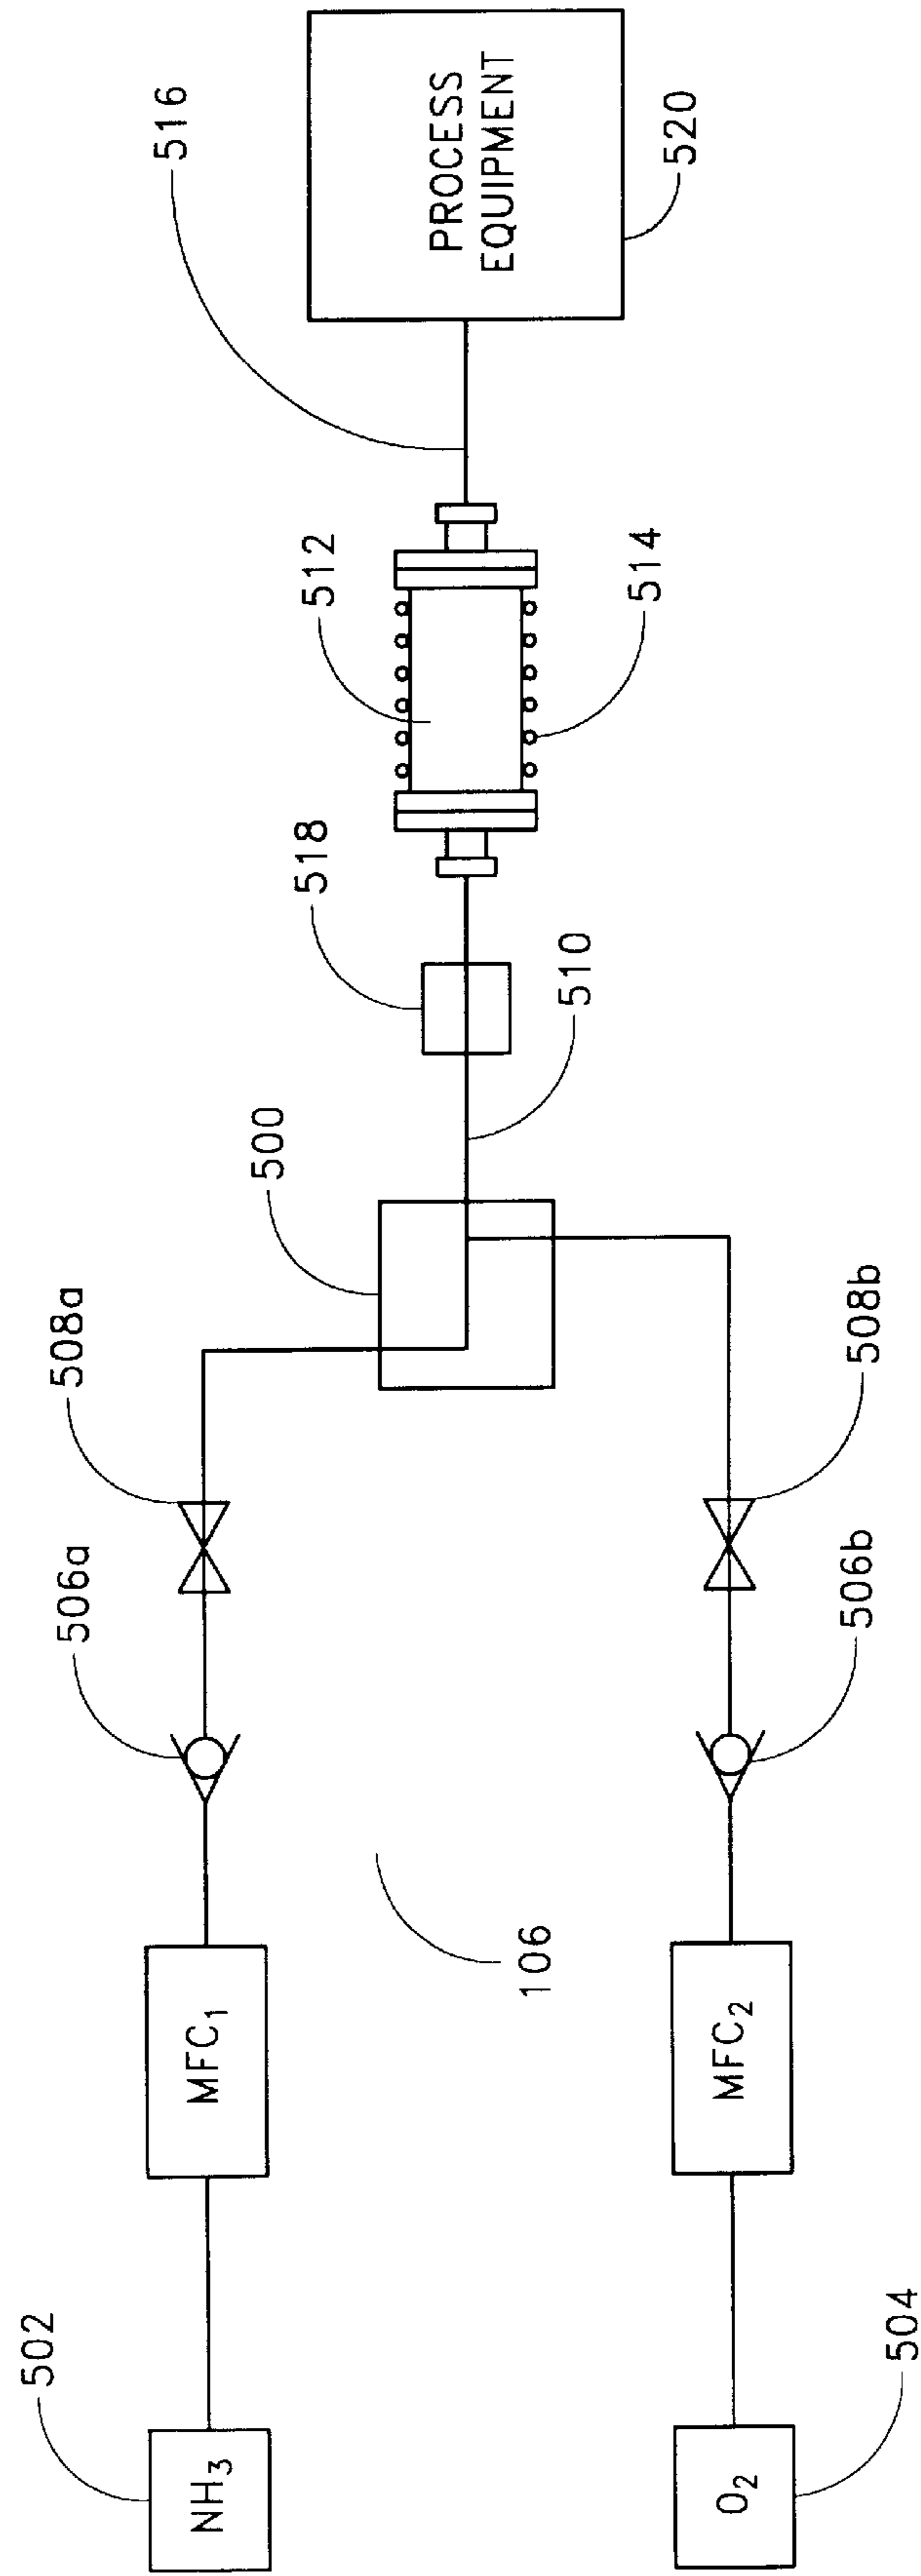 502
NH3
MFC1
506a
508a
500
518
512
516
PROCESS
EQUIPMENT
520
514
510
106
504
O2
MFC2
506b
508b